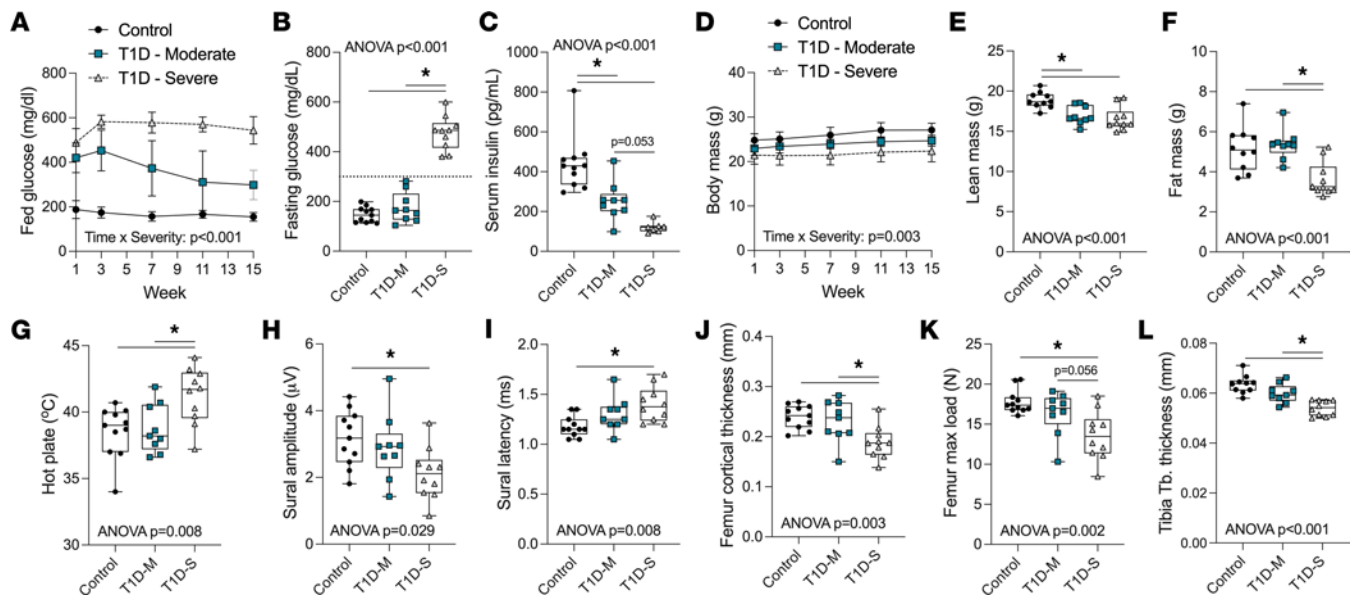 A
Control
T1D - Moderate
T1D - Severe
Fed glucose (mg/dl)
800
600
400
200
0
Time x Severity: p<0.001
1 3 5 7 9 11 13 15
Week
B
ANOVA p<0.001
*
Fasting glucose (mg/dL)
800
600
400
200
0
Control
T1D-M
T1D-S
C
ANOVA p<0.001
*
p=0.053
Serum insulin (pg/mL)
1000
800
600
400
200
0
Control
T1D-M
T1D-S
D
Control
T1D - Moderate
T1D - Severe
Body mass (g)
40
30
20
10
0
Time x Severity: p=0.003
1 3 5 7 9 11 13 15
Week
E
*
Lean mass (g)
25
20
15
10
5
0
ANOVA p<0.001
Control
T1D-M
T1D-S
F
*
Fat mass (g)
10
8
6
4
2
0
ANOVA p<0.001
Control
T1D-M
T1D-S
G
*
Hot plate (ºC)
45
40
35
30
ANOVA p=0.008
Control
T1D-M
T1D-S
H
*
Sural amplitude (µV)
6
4
2
0
ANOVA p=0.029
Control
T1D-M
T1D-S
I
*
Sural latency (ms)
2.0
1.5
1.0
0.5
0.0
ANOVA p=0.008
Control
T1D-M
T1D-S
J
*
Femur cortical thickness (mm)
0.4
0.3
0.2
0.1
0.0
ANOVA p=0.003
Control
T1D-M
T1D-S
K
*
p=0.056
Femur max load (N)
25
20
15
10
5
0
ANOVA p=0.002
Control
T1D-M
T1D-S
L
*
Tibia Tb. thickness (mm)
0.08
0.06
0.04
0.02
0.00
ANOVA p<0.001
Control
T1D-M
T1D-S